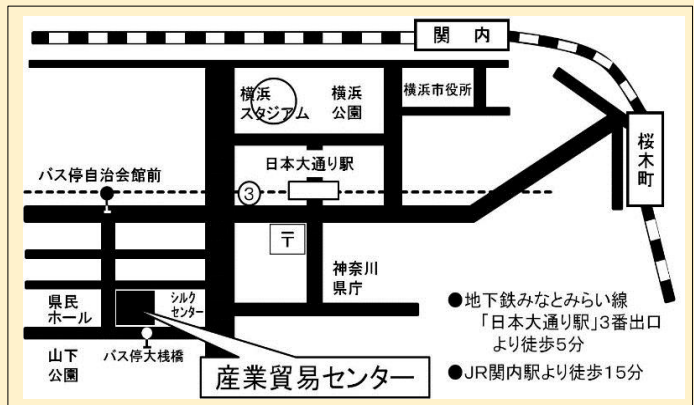 関 内
横浜
スタジアム
横浜
公園
横浜市役所
桜木町
日本大通り駅
バス停自治会館前
③
〒
神奈川
県庁
県民
ホール
シルク
センター
山下
公園
バス停大桟橋
産業貿易センター
●地下鉄みなとみらい線
「日本大通り駅」3番出口
より徒歩5分
●JR関内駅より徒歩15分